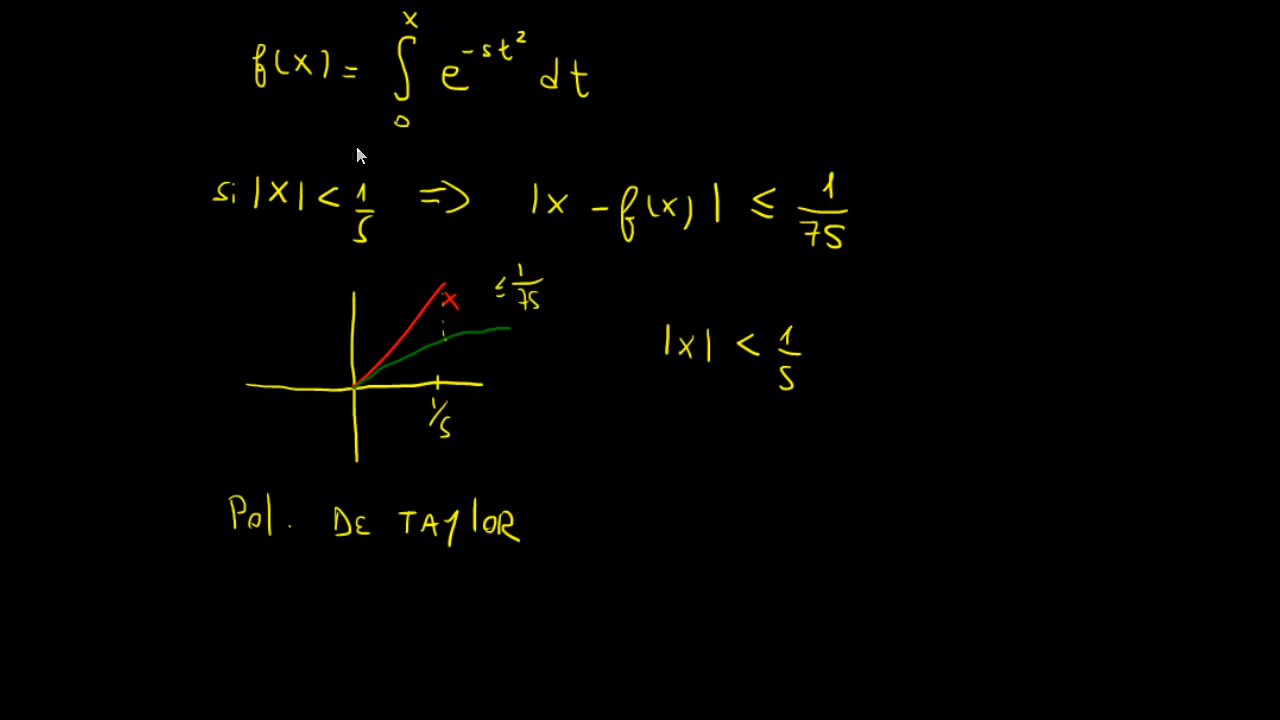 f(x) = ∫₀ˣ e^(-5t²) dt
si |x| < 1/5 ⇒ |x - f(x)| ≤ 1/75
x ≤ 1/75
|x| < 1/5
1/5
Pol. DE TAYLOR